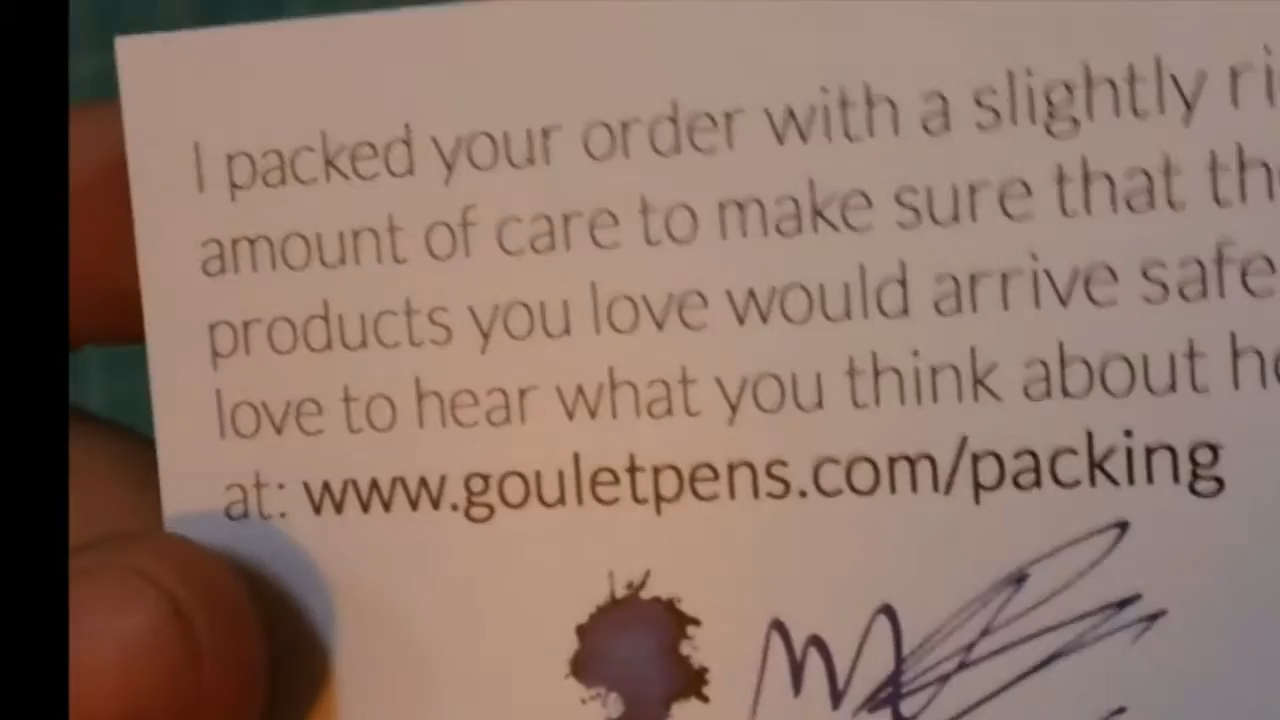 I packed your order with a slightly
amount of care to make sure that
products you love would arrive
love to hear what you think about
at: www.gouletpens.com/packing